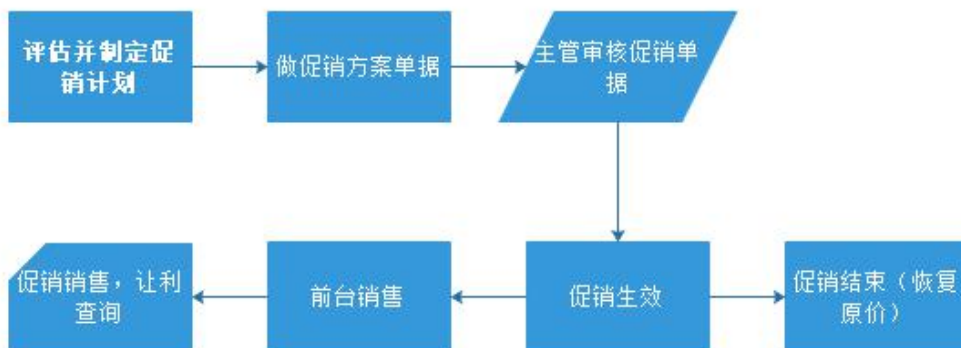 评估并制定促
销计划
做促销方案单据
主管审核促销单
据
促销销售，让利
查询
前台销售
促销生效
促销结束（恢复
原价）